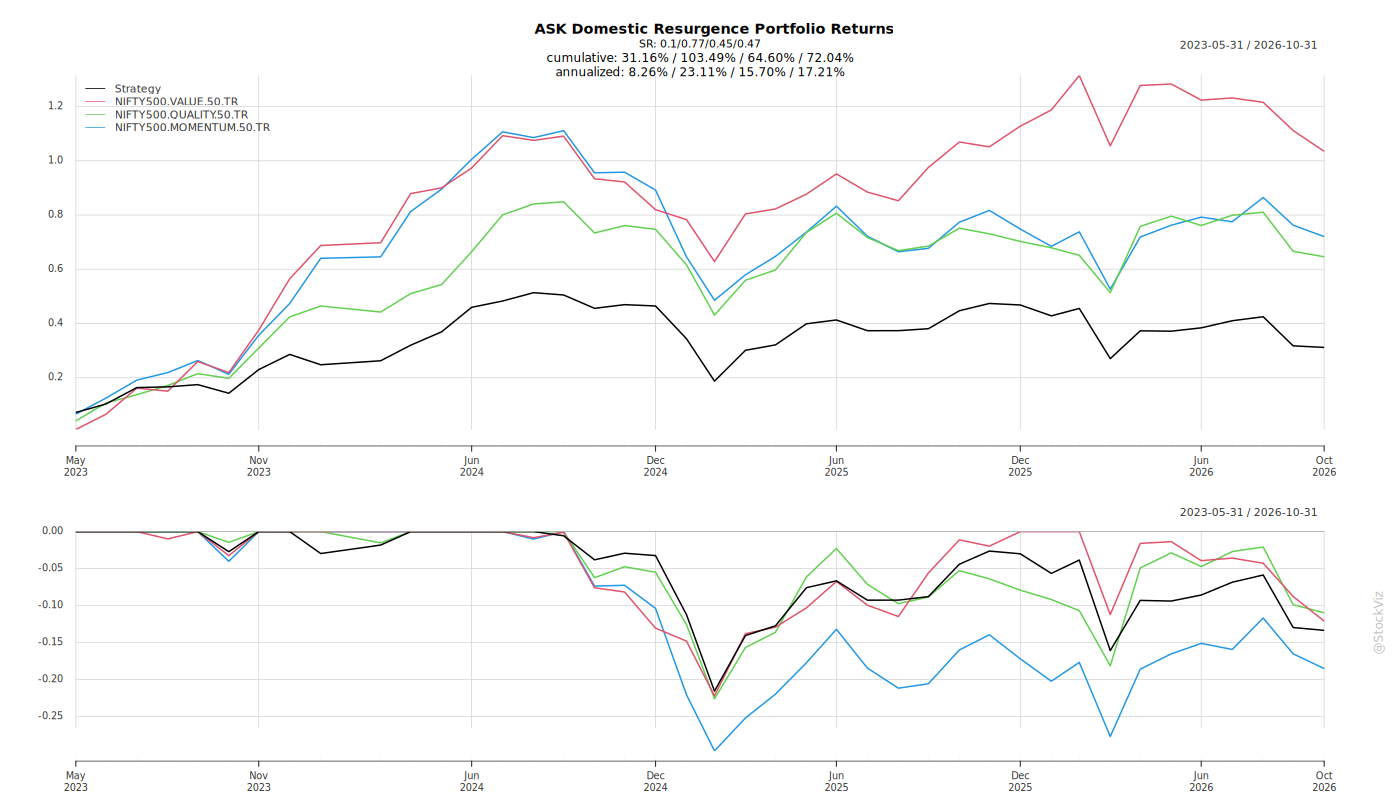 ASK Domestic Resurgence Portfolio Returns
SR: 0.1/0.77/0.45/0.47
2023-05-31 / 2026-10-31
cumulative: 31.16% / 103.49% / 64.60% / 72.04%
annualized: 8.26% / 23.11% / 15.70% / 17.21%
Strategy
NIFTY500.VALUE.50.TR
NIFTY500.QUALITY50.TR
NIFTY500.MOMENTUM.50.TR
1.2
1.0
0.8
0.6
0.4
0.2
May 2023
Nov 2023
Jun 2024
Dec 2024
Jun 2025
Dec 2025
Jun 2026
Oct 2026
2023-05-31 / 2026-10-31
0.00
-0.05
-0.10
-0.15
-0.20
-0.25
May 2023
Nov 2023
Jun 2024
Dec 2024
Jun 2025
Dec 2025
Jun 2026
Oct 2026
@StockViz